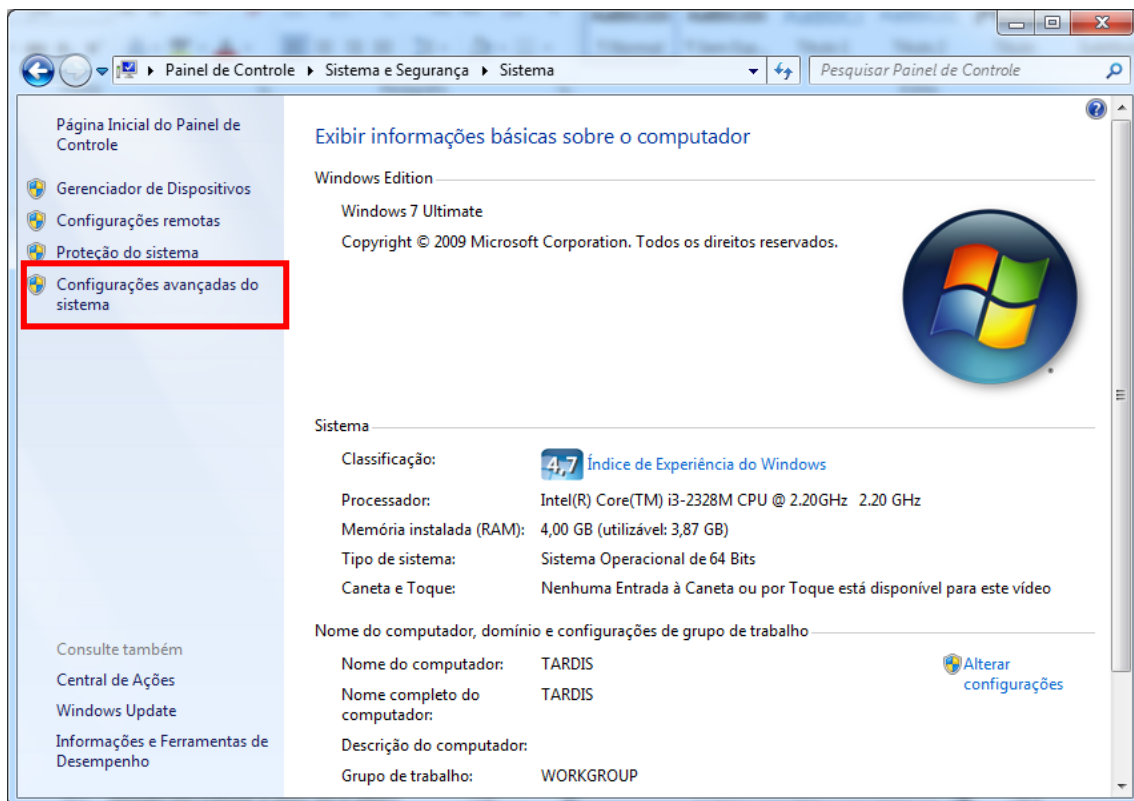 Painel de Controle Sistema e Segurança Sistema
Pesquisar Painel de Controle
Página Inicial do Painel de
Controle
Gerenciador de Dispositivos
Configurações remotas
Proteção do sistema
Configurações avançadas do
sistema
Consulte também
Central de Ações
Windows Update
Informações e Ferramentas de
Desempenho
Exibir informações básicas sobre o computador
Windows Edition
Windows 7 Ultimate
Copyright © 2009 Microsoft Corporation. Todos os direitos reservados.
Sistema
Classificação: 4,7 Índice de Experiência do Windows
Processador: Intel(R) Core(TM) i3-2328M CPU @ 2.20GHz 2.20 GHz
Memória instalada (RAM): 4,00 GB (utilizável: 3,87 GB)
Tipo de sistema: Sistema Operacional de 64 Bits
Caneta e Toque: Nenhuma Entrada à Caneta ou por Toque está disponível para este vídeo
Nome do computador, domínio e configurações de grupo de trabalho
Nome do computador: TARDIS
Alterar
configurações
Nome completo do
computador:
TARDIS
Descrição do computador:
Grupo de trabalho: WORKGROUP